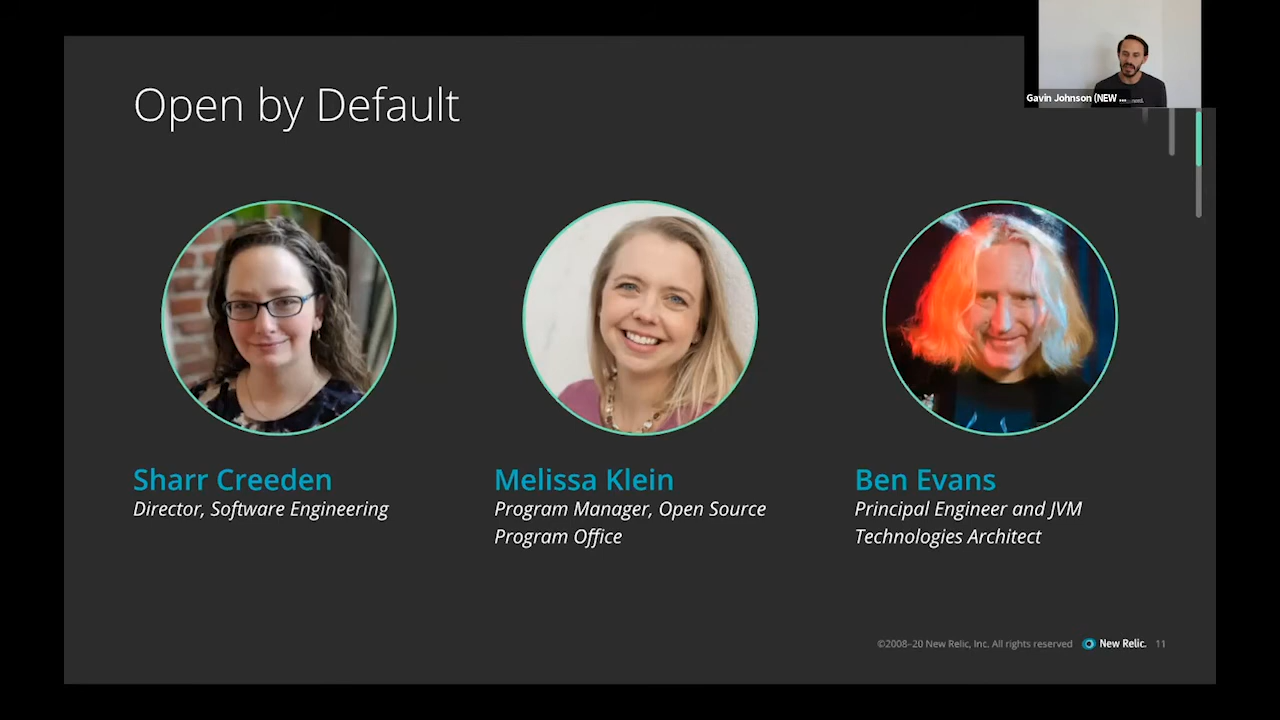 Open by Default
Gavin Johnson (NEW ...
Sharr Creeden
Director, Software Engineering
Melissa Klein
Program Manager, Open Source
Program Office
Ben Evans
Principal Engineer and JVM
Technologies Architect
©2008–20 New Relic, Inc. All rights reserved
New Relic.
11